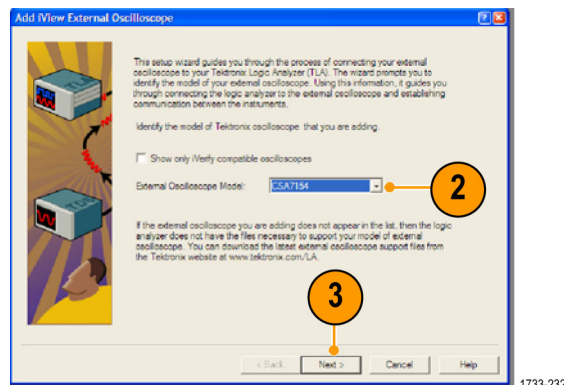 Add iView External Oscilloscope
This setup wizard guides you through the process of connecting your external
oscilloscope to your Tektronix Logic Analyzer (TLA). The wizard prompts you to
identify the model of your external oscilloscope. Using this information, it guides you
through connecting the logic analyzer to the external oscilloscope and establishing
communication between the instruments.
Identify the model of Tektronix oscilloscope that you are adding.
Show only iVerify compatible oscilloscopes
External Oscilloscope Model: CSA7154
2
If the external oscilloscope you are adding does not appear in the list, then the logic
analyzer does not have the files necessary to support your model of external
oscilloscope. You can download the latest external oscilloscope support files from
the Tektronix website at www.tektronix.com/LA.
3
< Back Next > Cancel Help
1733-232